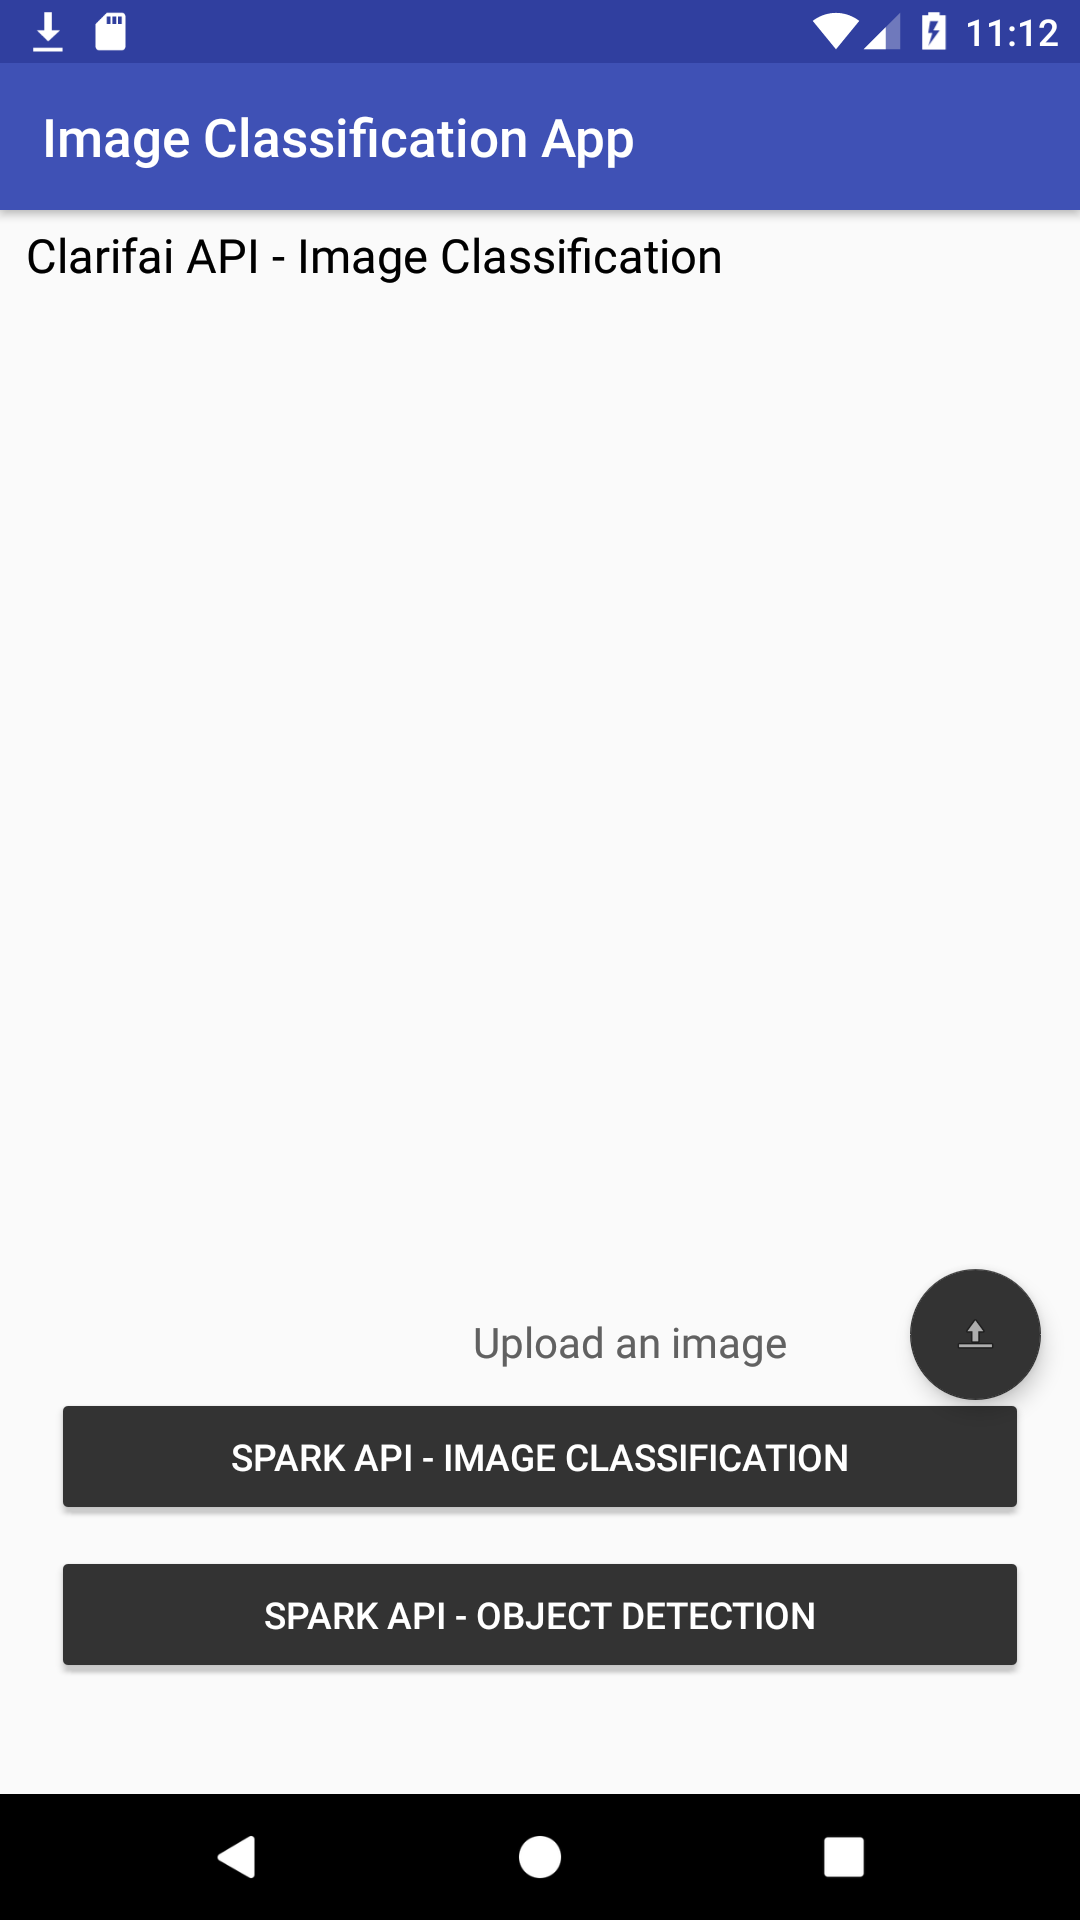 11:12
Image Classification App
Clarifai API - Image Classification
Upload an image
SPARK API - IMAGE CLASSIFICATION
SPARK API - OBJECT DETECTION